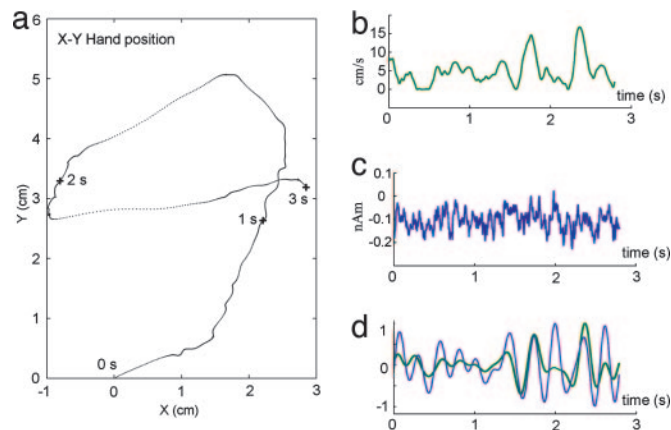 a
X-Y Hand position
6
5
4
3
2
1
0
Y (cm)
-1 0 1 2 3
X (cm)
0 s
1 s
2 s
3 s
b
15
10
5
0
cm/s
time (s)
0 1 2 3
c
0.1
0
-0.1
-0.2
nAm
time (s)
0 1 2 3
d
1
0
-1
time (s)
0 1 2 3